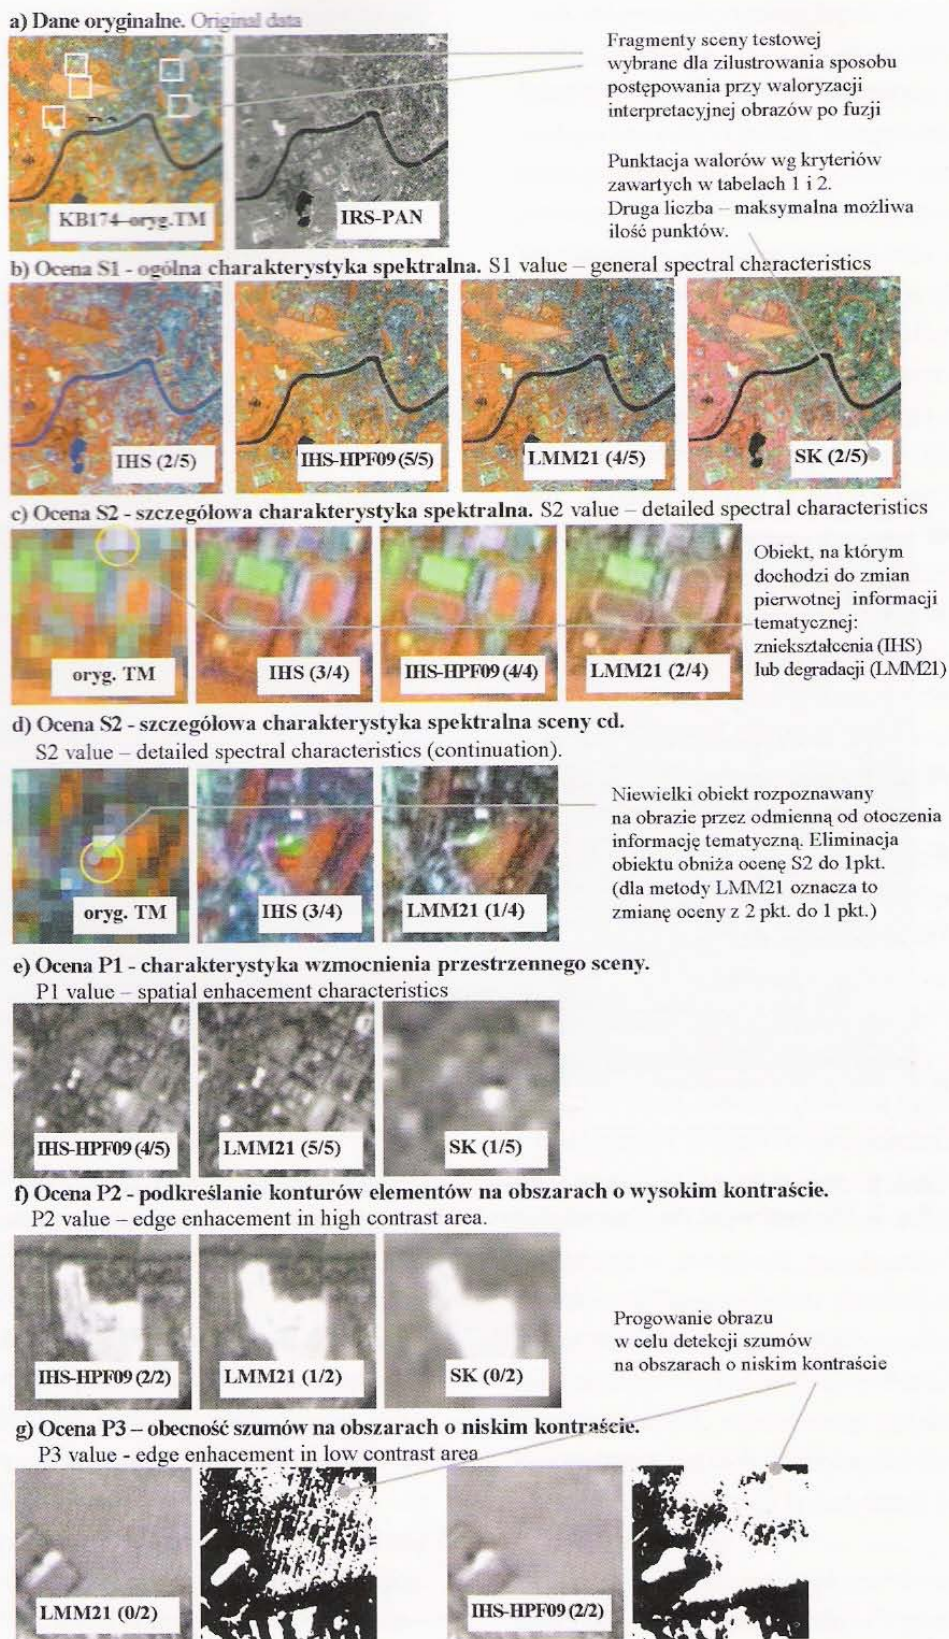 a) Dane oryginalne. Original data
Fragmenty sceny testowej
wybrane dla zilustrowania sposobu
postępowania przy waloryzacji
interpretacyjnej obrazów po fuzji
Punktacja walorów wg kryteriów
zawartych w tabelach 1 i 2.
Druga liczba – maksymalna możliwa
ilość punktów.
KB174–oryg.TM
IRS-PAN
b) Ocena S1 - ogólna charakterystyka spektralna. S1 value – general spectral characteristics
IHS (2/5)
IHS-HPF09 (5/5)
LMM21 (4/5)
SK (2/5)
c) Ocena S2 - szczegółowa charakterystyka spektralna. S2 value – detailed spectral characteristics
Obiekt, na którym
dochodzi do zmian
pierwotnej informacji
tematycznej:
zniekształcenia (IHS)
lub degradacji (LMM21)
oryg. TM
IHS (3/4)
IHS-HPF09 (4/4)
LMM21 (2/4)
d) Ocena S2 - szczegółowa charakterystyka spektralna sceny cd.
S2 value – detailed spectral characteristics (continuation).
Niewielki obiekt rozpoznawany
na obrazie przez odmienną od otoczenia
informację tematyczną. Eliminacja
obiektu obniża ocenę S2 do 1pkt.
(dla metody LMM21 oznacza to
zmianę oceny z 2 pkt. do 1 pkt.)
oryg. TM
IHS (3/4)
LMM21 (1/4)
e) Ocena P1 - charakterystyka wzmocnienia przestrzennego sceny.
P1 value – spatial enhacement characteristics
IHS-HPF09 (4/5)
LMM21 (5/5)
SK (1/5)
f) Ocena P2 - podkreślanie konturów elementów na obszarach o wysokim kontraście.
P2 value – edge enhacement in high contrast area.
IHS-HPF09 (2/2)
LMM21 (1/2)
SK (0/2)
Progowanie obrazu
w celu detekcji szumów
na obszarach o niskim kontraście
g) Ocena P3 – obecność szumów na obszarach o niskim kontraście.
P3 value - edge enhacement in low contrast area
LMM21 (0/2)
IHS-HPF09 (2/2)